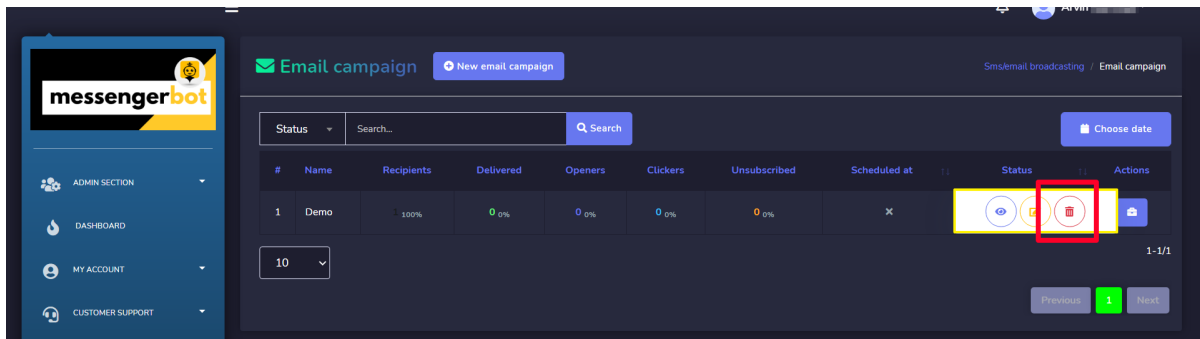 Arvin
messengerbot
Email campaign
New email campaign
Sms/email broadcasting / Email campaign
Status
Search...
Search
Choose date
# Name Recipients Delivered Openers Clickers Unsubscribed Scheduled at Status Actions
1 Demo 100% 0 0% 0 0% 0 0% 0 0%
10
1-1/1
Previous 1 Next
ADMIN SECTION
DASHBOARD
MY ACCOUNT
CUSTOMER SUPPORT